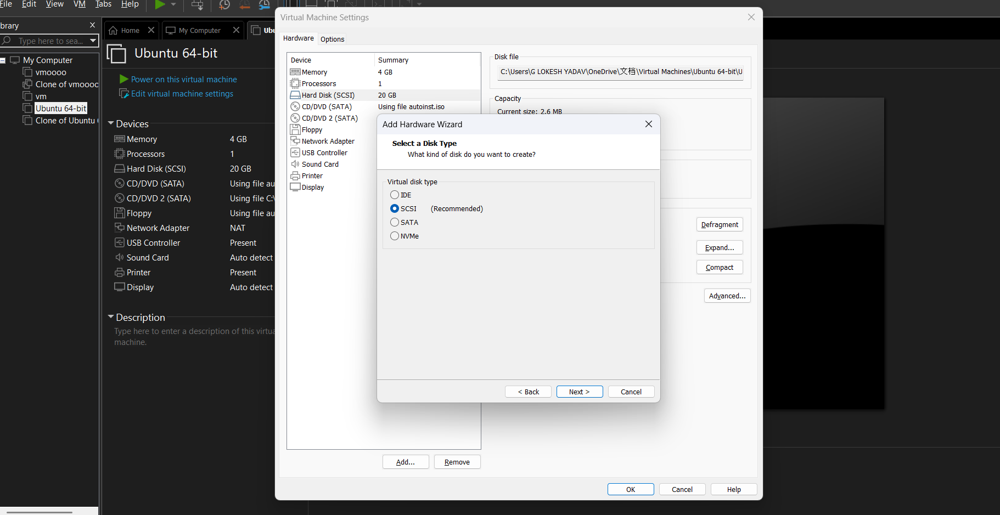 File Edit View VM Tabs Help
brary
Type here to sea...
My Computer
vmoooo
Clone of vmoooc
vm
Ubuntu 64-bit
Clone of Ubuntu
Home
My Computer
Ubu
Ubuntu 64-bit
Power on this virtual machine
Edit virtual machine settings
Devices
Memory 4 GB
Processors 1
Hard Disk (SCSI) 20 GB
CD/DVD (SATA) Using file au
CD/DVD 2 (SATA) Using file C:\
Floppy Using file au
Network Adapter NAT
USB Controller Present
Sound Card Auto detect
Printer Present
Display Auto detect
Description
Type here to enter a description of this virtua
machine.
Virtual Machine Settings
Hardware Options
Device Summary
Memory 4 GB
Processors 1
Hard Disk (SCSI) 20 GB
CD/DVD (SATA) Using file autoinst.iso
CD/DVD 2 (SATA)
Floppy
Network Adapter
USB Controller
Sound Card
Printer
Display
Add... Remove
Disk file
C:\Users\G LOKESH YADAV\OneDrive\文档\Virtual Machines\Ubuntu 64-bit\U
Capacity
Current size: 2.6 MB
Defragment
Expand...
Compact
Advanced...
OK Cancel Help
Add Hardware Wizard
Select a Disk Type
What kind of disk do you want to create?
Virtual disk type
IDE
SCSI (Recommended)
SATA
NVMe
< Back Next > Cancel